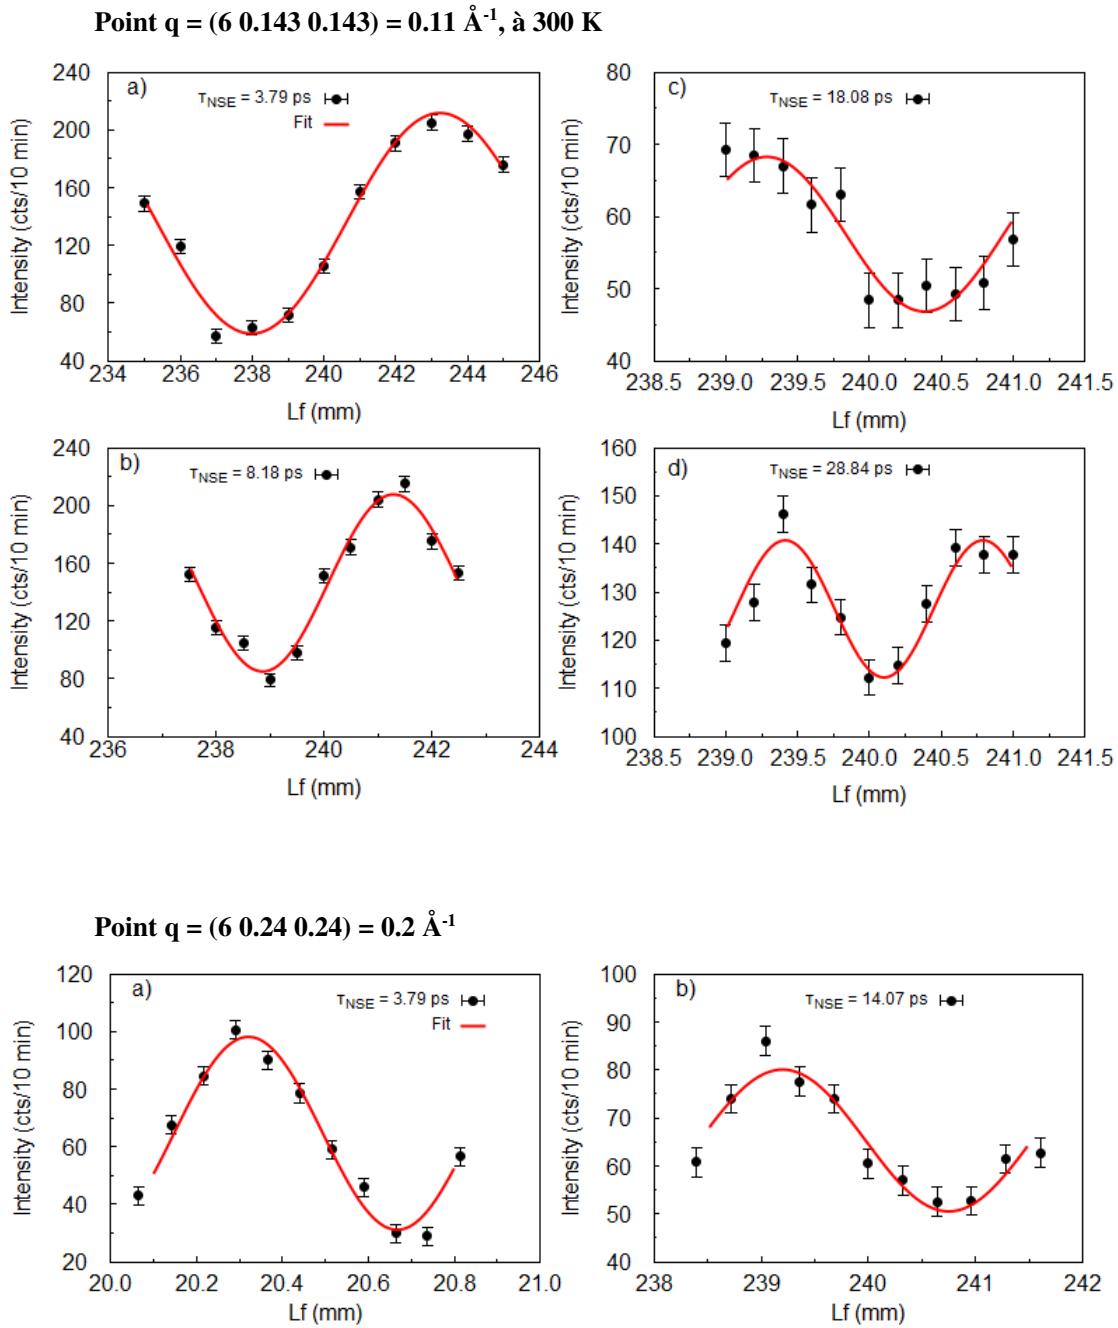 Point q = (6 0.143 0.143) = 0.11 Å-1, à 300 K
a)
τNSE = 3.79 ps
Fit
Intensity (cts/10 min)
240
200
160
120
80
40
234 236 238 240 242 244 246
Lf (mm)
c)
τNSE = 18.08 ps
Intensity (cts/10 min)
80
70
60
50
40
238.5 239.0 239.5 240.0 240.5 241.0 241.5
Lf (mm)
b)
τNSE = 8.18 ps
Intensity (cts/10 min)
240
200
160
120
80
40
236 238 240 242 244
Lf (mm)
d)
τNSE = 28.84 ps
Intensity (cts/10 min)
160
150
140
130
120
110
100
238.5 239.0 239.5 240.0 240.5 241.0 241.5
Lf (mm)
Point q = (6 0.24 0.24) = 0.2 Å-1
a)
τNSE = 3.79 ps
Fit
Intensity (cts/10 min)
120
100
80
60
40
20
20.0 20.2 20.4 20.6 20.8 21.0
Lf (mm)
b)
τNSE = 14.07 ps
Intensity (cts/10 min)
100
90
80
70
60
50
40
238 239 240 241 242
Lf (mm)